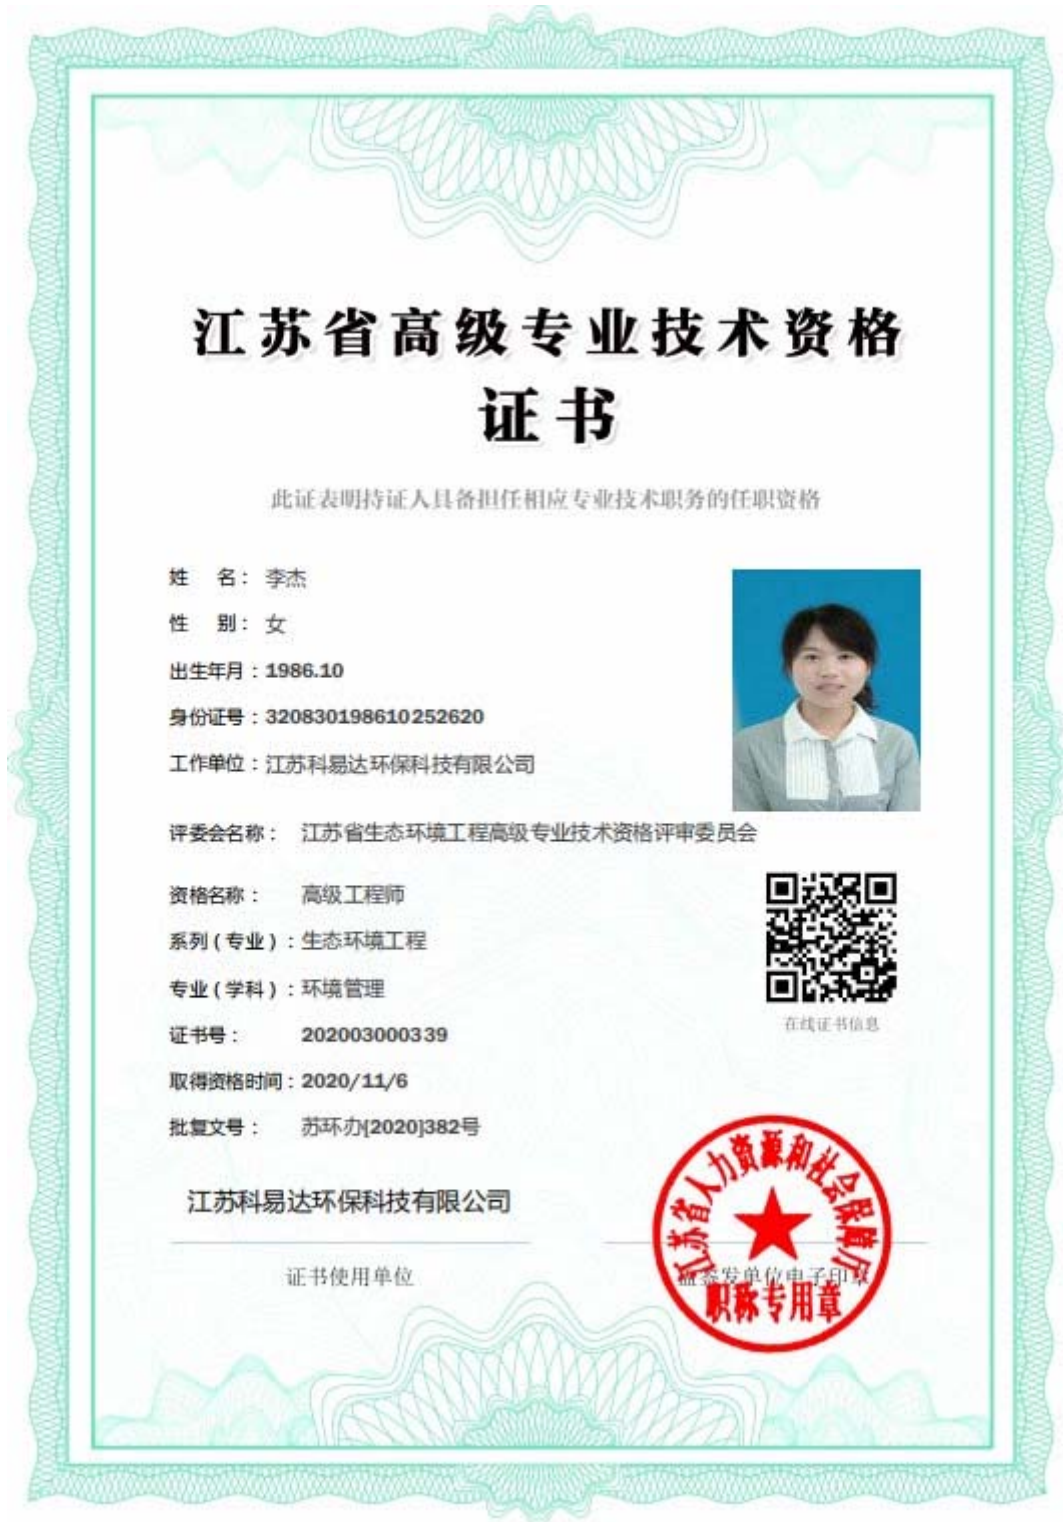 江苏省高级专业技术资格
证书
此证表明持证人具备担任相应专业技术职务的任职资格
姓 名： 李杰
性 别： 女
出生年月：1986.10
身份证号：320830198610252620
工作单位：江苏科易达环保科技有限公司
评委会名称： 江苏省生态环境工程高级专业技术资格评审委员会
资格名称： 高级工程师
系列(专业)：生态环境工程
专业(学科)：环境管理
在线证书信息
证书号： 202003000339
取得资格时间：2020/11/6
批复文号： 苏环办[2020]382号
江苏省人力资源和社会保障厅
江苏科易达环保科技有限公司
证书使用单位
发单位电子印章
职称专用章